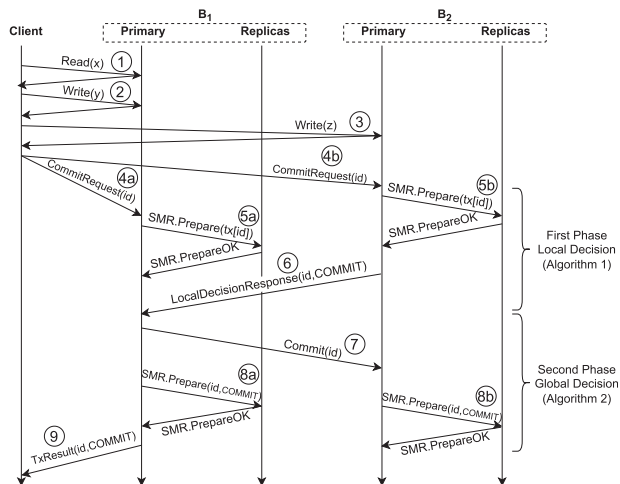 B1
B2
Client
Primary
Replicas
Primary
Replicas
Read(x)
1
Write(y)
2
Write(z)
3
4b
CommitRequest(id)
4a
CommitRequest(id)
5b
SMR.Prepare(tx[id])
SMR.PrepareOK
5a
SMR.Prepare(tx[id])
SMR.PrepareOK
6
LocalDecisionResponse(id,COMMIT)
First Phase
Local Decision
(Algorithm 1)
7
Commit(id)
8a
SMR.Prepare(id,COMMIT)
SMR.PrepareOK
8b
SMR.Prepare(id,COMMIT)
SMR.PrepareOK
Second Phase
Global Decision
(Algorithm 2)
9
TxResult(id,COMMIT)